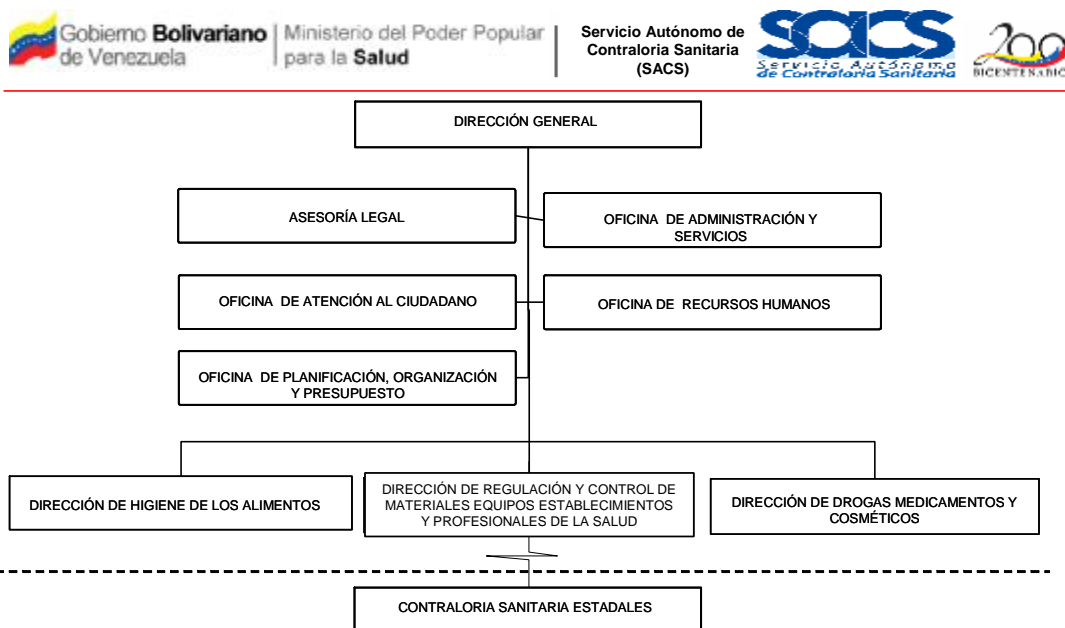 Gobierno Bolivariano
de Venezuela
Ministerio del Poder Popular
para la Salud
Servicio Autónomo de
Contraloria Sanitaria
(SACS)
SACS
Servicio Autónomo
de Contraloría Sanitaria
200
BICENTENARIO
DIRECCIÓN GENERAL
ASESORÍA LEGAL
OFICINA DE ADMINISTRACIÓN Y
SERVICIOS
OFICINA DE ATENCIÓN AL CIUDADANO
OFICINA DE RECURSOS HUMANOS
OFICINA DE PLANIFICACIÓN, ORGANIZACIÓN
Y PRESUPUESTO
DIRECCIÓN DE HIGIENE DE LOS ALIMENTOS
DIRECCIÓN DE REGULACIÓN Y CONTROL DE
MATERIALES EQUIPOS ESTABLECIMIENTOS
Y PROFESIONALES DE LA SALUD
DIRECCIÓN DE DROGAS MEDICAMENTOS Y
COSMÉTICOS
CONTRALORIA SANITARIA ESTADALES